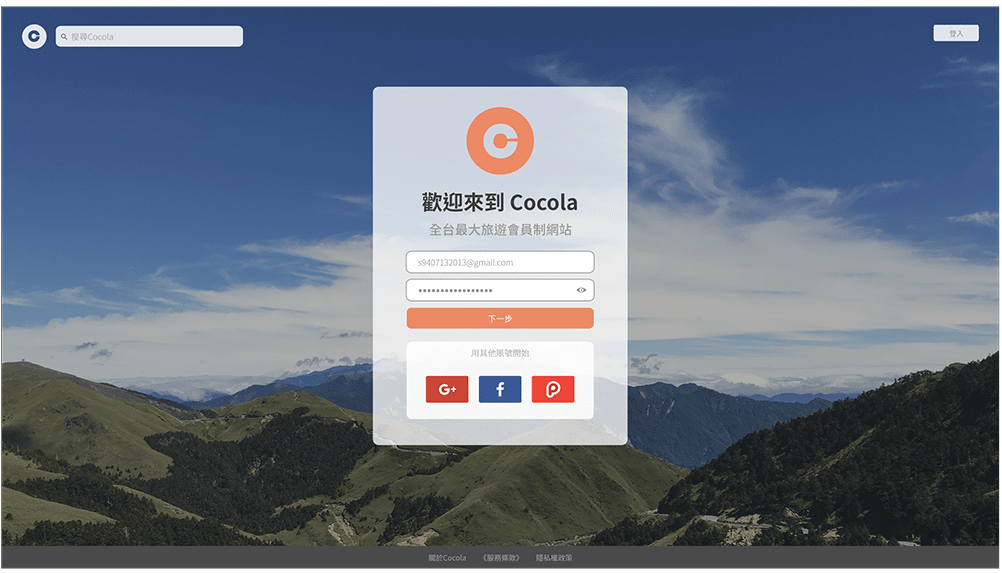 搜尋Cocola
登入
歡迎來到 Cocola
全台最大旅遊會員制網站
s9407132013@gmail.com
下一步
用其他賬號開始
G+
f
關於Cocola 《服務條款》 隱私權政策